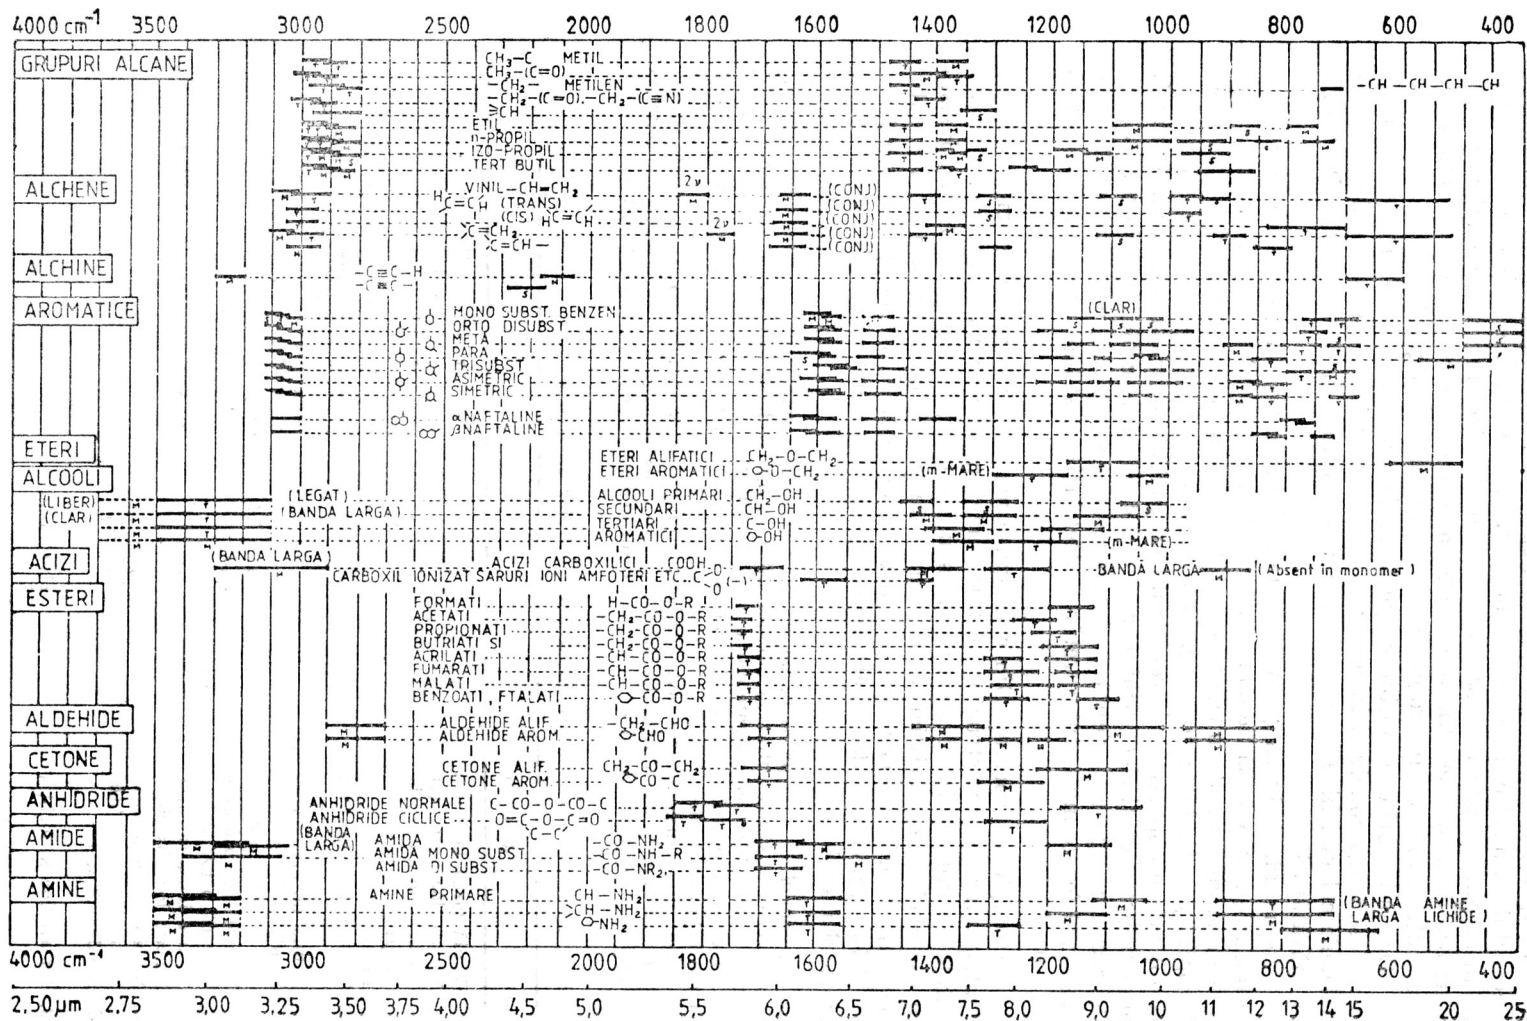 4000 cm⁻¹ 3500 3000 2500 2000 1800 1600 1400 1200 1000 800 600 400
GRUPURI ALCANE
CH₃-C METIL
CH₃-(C=O)
-CH₂- METILEN
CH₂-(C=O).-CH₂-(C≡N)
≥CH
ETIL
n-PROPIL
IZO-PROPIL
TERT BUTIL
-CH -CH -CH -CH
ALCHENE
VINIL-CH=CH₂ 2ν (CONJ)
(TRANS) (CONJ)
(CIS) (CONJ)
C=CH₂ 2ν (CONJ)
C=CH- (CONJ)
ALCHINE
-C≡C-H
-C≡C-
AROMATICE
MONO SUBST. BENZEN (CLAR)
ORTO DISUBST
META
PARA
TRISUBST
ASIMETRIC
SIMETRIC
αNAFTALINE
βNAFTALINE
ETERI
ETERI ALIFATICI CH₂-O-CH₂
ETERI AROMATICI -O-CH₂ (m-MARE)
ALCOOLI
(LIBER) (LEGAT) ALCOOLI PRIMARI CH₂-OH
(CLAR) (BANDA LARGA) SECUNDARI CH-OH
TERTIARI C-OH
AROMATICI -OH (m-MARE)
ACIZI
(BANDA LARGA) ACIZI CARBOXILICI COOH BANDA LARGA (Absent in monomer)
CARBOXIL IONIZAT SARURI IONI AMFOTERI ETC. C O O (-)
ESTERI
FORMATI H-CO-O-R
ACETATI -CH₂-CO-O-R
PROPIONATI -CH₂-CO-O-R
BUTRIATI SI -CH₂-CO-O-R
ACRILATI -CH-CO-O-R
FUMARATI -CH-CO-O-R
MALATI -CH-CO-O-R
BENZOATI, FTALATI -CO-O-R
ALDEHIDE
ALDEHIDE ALIF. -CH₂-CHO
ALDEHIDE AROM -CHO
CETONE
CETONE ALIF. CH₂-CO-CH₂
CETONE AROM. -CO-C
ANHIDRIDE
ANHIDRIDE NORMALE C-CO-O-CO-C
ANHIDRIDE CICLICE O=C-O-C=O
C-C
AMIDE
(BANDA LARGA) AMIDA -CO-NH₂
AMIDA MONO SUBST -CO-NH-R
AMIDA DISUBST -CO-NR₂
AMINE
AMINE PRIMARE CH-NH₂
CH-NH₂
-NH₂
(BANDA AMINE
LARGA LICHIDE)
4000 cm⁻¹ 3500 3000 2500 2000 1800 1600 1400 1200 1000 800 600 400
2,50μm 2,75 3,00 3,25 3,50 3,75 4,0 4,5 5,0 5,5 6,0 6,5 7,0 7,5 8,0 9,0 10 11 12 13 14 15 20 25